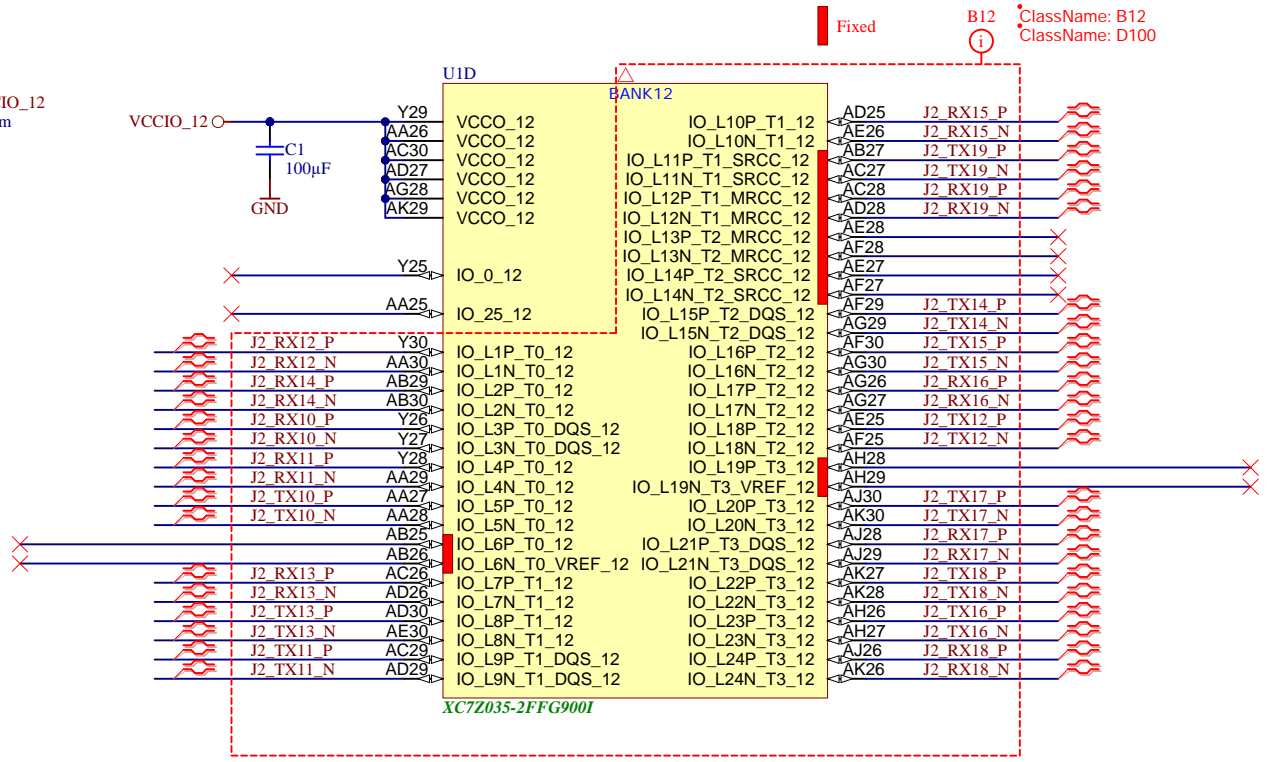 B12 ClassName: B12
Fixed ClassName: D100
i
U1D
BANK12
IO_12
m
VCCIO_12
C1
100µF
GND
Y29 VCCO_12
AA26 VCCO_12
AC30 VCCO_12
AD27 VCCO_12
AG28 VCCO_12
AK29 VCCO_12
Y25 IO_0_12
AA25 IO_25_12
J2_RX12_P Y30 IO_L1P_T0_12
J2_RX12_N AA30 IO_L1N_T0_12
J2_RX14_P AB29 IO_L2P_T0_12
J2_RX14_N AB30 IO_L2N_T0_12
J2_RX10_P Y26 IO_L3P_T0_DQS_12
J2_RX10_N Y27 IO_L3N_T0_DQS_12
J2_RX11_P Y28 IO_L4P_T0_12
J2_RX11_N AA29 IO_L4N_T0_12
J2_TX10_P AA27 IO_L5P_T0_12
J2_TX10_N AA28 IO_L5N_T0_12
AB25 IO_L6P_T0_12
AB26 IO_L6N_T0_VREF_12
J2_RX13_P AC26 IO_L7P_T1_12
J2_RX13_N AD26 IO_L7N_T1_12
J2_TX13_P AD30 IO_L8P_T1_12
J2_TX13_N AE30 IO_L8N_T1_12
J2_TX11_P AC29 IO_L9P_T1_DQS_12
J2_TX11_N AD29 IO_L9N_T1_DQS_12
IO_L10P_T1_12 AD25 J2_RX15_P
IO_L10N_T1_12 AE26 J2_RX15_N
IO_L11P_T1_SRCC_12 AB27 J2_TX19_P
IO_L11N_T1_SRCC_12 AC27 J2_TX19_N
IO_L12P_T1_MRCC_12 AC28 J2_RX19_P
IO_L12N_T1_MRCC_12 AD28 J2_RX19_N
IO_L13P_T2_MRCC_12 AE28
IO_L13N_T2_MRCC_12 AF28
IO_L14P_T2_SRCC_12 AE27
IO_L14N_T2_SRCC_12 AF27
IO_L15P_T2_DQS_12 AF29 J2_TX14_P
IO_L15N_T2_DQS_12 AG29 J2_TX14_N
IO_L16P_T2_12 AF30 J2_TX15_P
IO_L16N_T2_12 AG30 J2_TX15_N
IO_L17P_T2_12 AG26 J2_RX16_P
IO_L17N_T2_12 AG27 J2_RX16_N
IO_L18P_T2_12 AE25 J2_TX12_P
IO_L18N_T2_12 AF25 J2_TX12_N
IO_L19P_T3_12 AH28
IO_L19N_T3_VREF_12 AH29
IO_L20P_T3_12 AJ30 J2_TX17_P
IO_L20N_T3_12 AK30 J2_TX17_N
IO_L21P_T3_DQS_12 AJ28 J2_RX17_P
IO_L21N_T3_DQS_12 AJ29 J2_RX17_N
IO_L22P_T3_12 AK27 J2_TX18_P
IO_L22N_T3_12 AK28 J2_TX18_N
IO_L23P_T3_12 AH26 J2_TX16_P
IO_L23N_T3_12 AH27 J2_TX16_N
IO_L24P_T3_12 AJ26 J2_RX18_P
IO_L24N_T3_12 AK26 J2_RX18_N
XC7Z035-2FFG900I